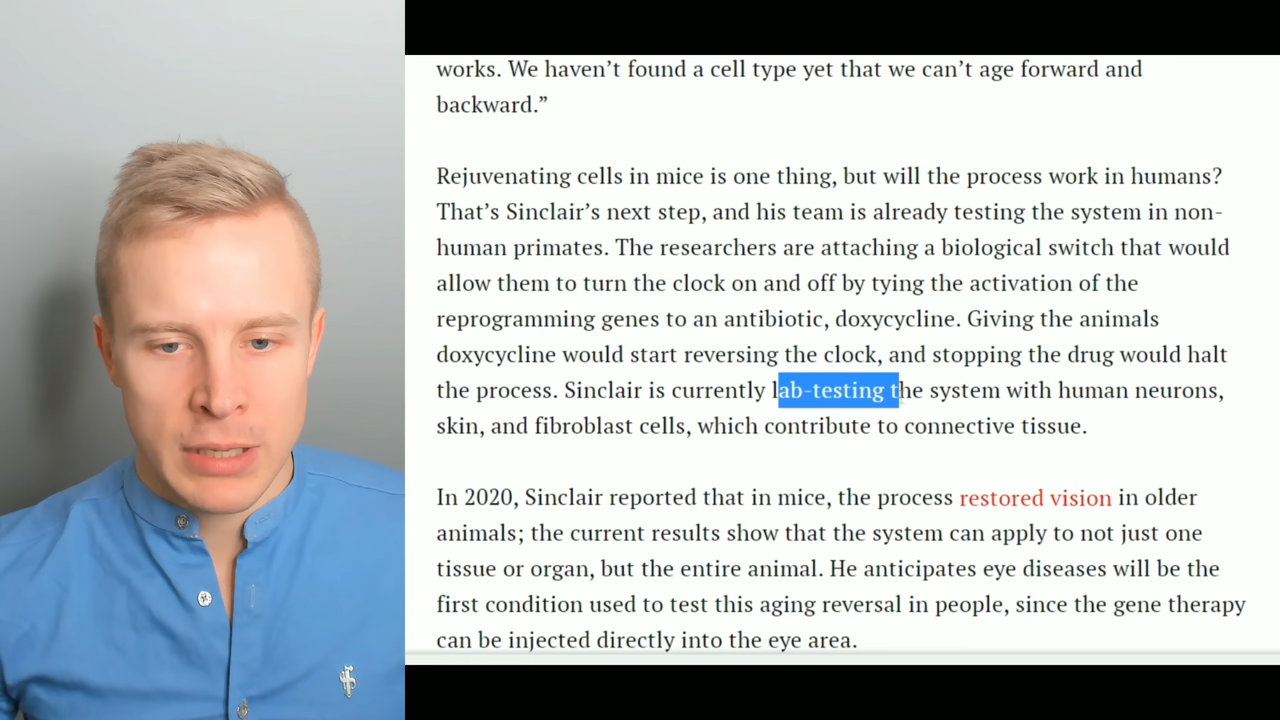 works. We haven’t found a cell type yet that we can’t age forward and
backward.”
Rejuvenating cells in mice is one thing, but will the process work in humans?
That’s Sinclair’s next step, and his team is already testing the system in non-
human primates. The researchers are attaching a biological switch that would
allow them to turn the clock on and off by tying the activation of the
reprogramming genes to an antibiotic, doxycycline. Giving the animals
doxycycline would start reversing the clock, and stopping the drug would halt
the process. Sinclair is currently lab-testing the system with human neurons,
skin, and fibroblast cells, which contribute to connective tissue.
In 2020, Sinclair reported that in mice, the process restored vision in older
animals; the current results show that the system can apply to not just one
tissue or organ, but the entire animal. He anticipates eye diseases will be the
first condition used to test this aging reversal in people, since the gene therapy
can be injected directly into the eye area.